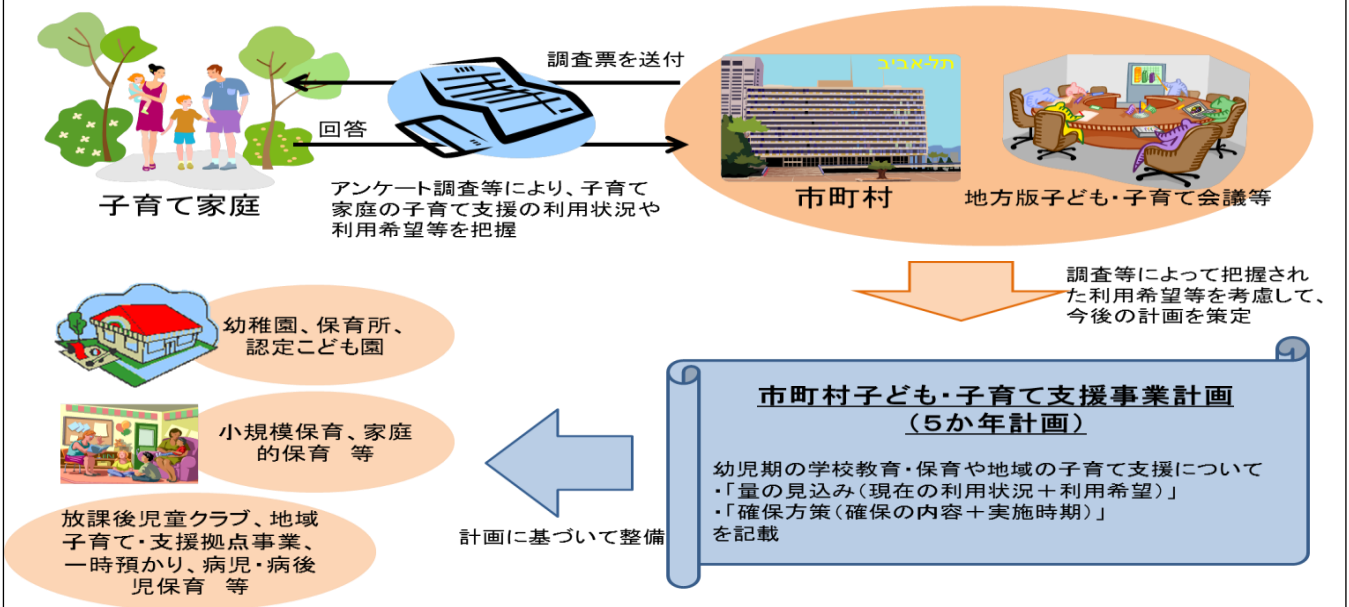 調査票を送付
תל-אביב
回答
子育て家庭
アンケート調査等により、子育て
家庭の子育て支援の利用状況や
利用希望等を把握
市町村
地方版子ども・子育て会議等
調査等によって把握され
た利用希望等を考慮して、
今後の計画を策定
幼稚園、保育所、
認定こども園
小規模保育、家庭
的保育 等
放課後児童クラブ、地域
子育て・支援拠点事業、
一時預かり、病児・病後
児保育 等
計画に基づいて整備
市町村子ども・子育て支援事業計画
(5か年計画)
幼児期の学校教育・保育や地域の子育て支援について
・「量の見込み(現在の利用状況+利用希望)」
・「確保方策(確保の内容+実施時期)」
を記載